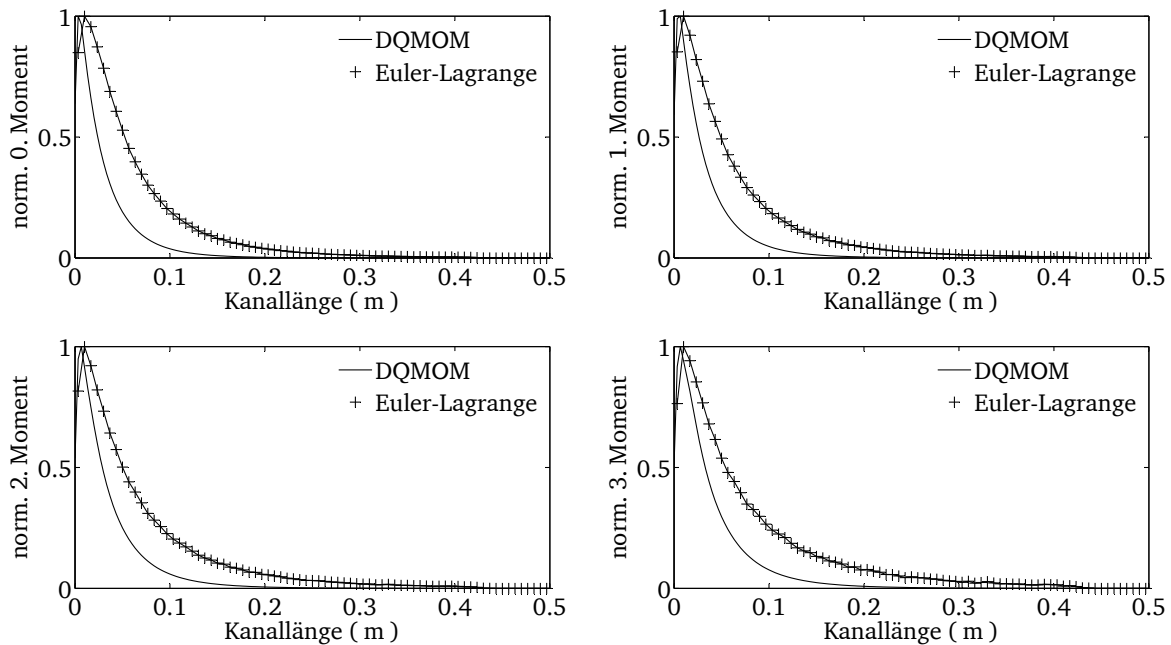 norm. 0. Moment
1
0.5
0
DQMOM
Euler-Lagrange
0 0.1 0.2 0.3 0.4 0.5
Kanallänge ( m )
norm. 1. Moment
1
0.5
0
DQMOM
Euler-Lagrange
0 0.1 0.2 0.3 0.4 0.5
Kanallänge ( m )
norm. 2. Moment
1
0.5
0
DQMOM
Euler-Lagrange
0 0.1 0.2 0.3 0.4 0.5
Kanallänge ( m )
norm. 3. Moment
1
0.5
0
DQMOM
Euler-Lagrange
0 0.1 0.2 0.3 0.4 0.5
Kanallänge ( m )